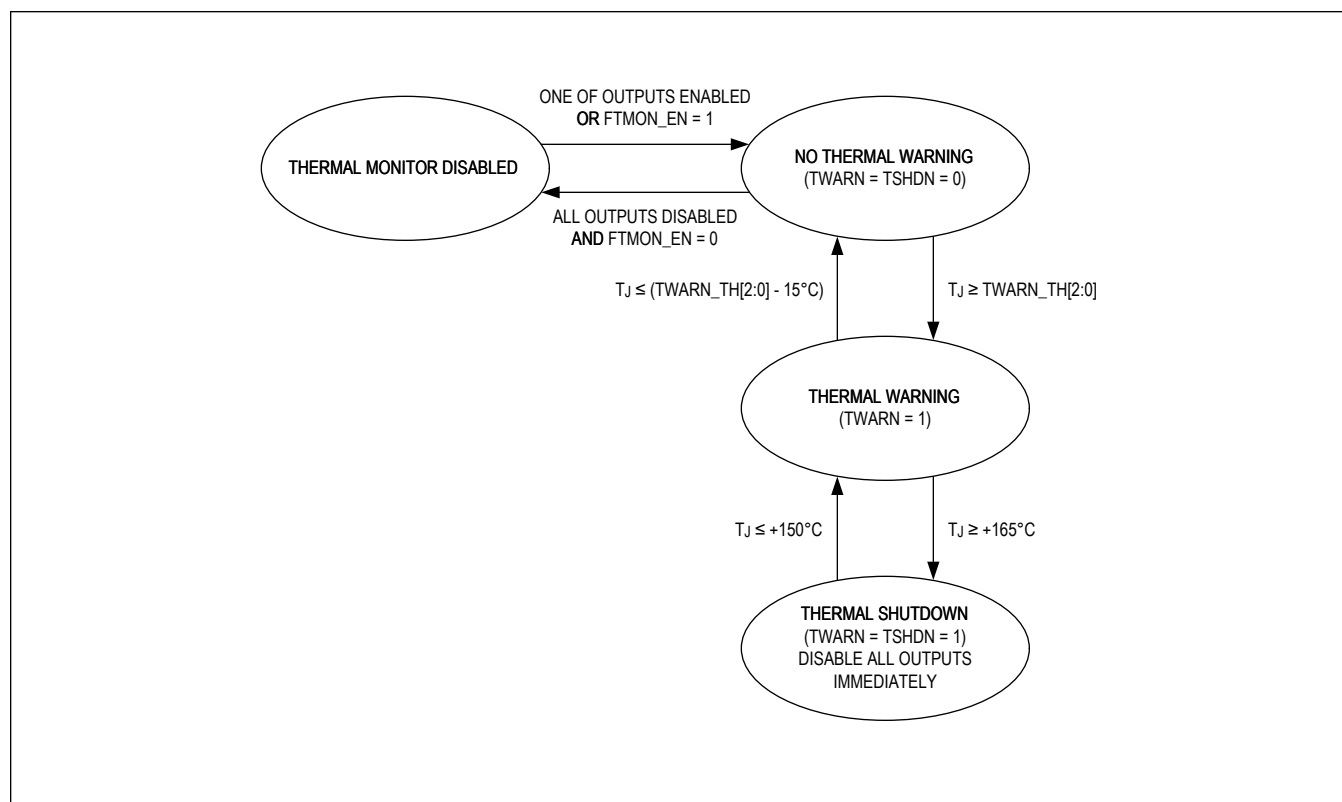 ONE OF OUTPUTS ENABLED
OR FTMON_EN = 1
THERMAL MONITOR DISABLED
NO THERMAL WARNING
(TWARN = TSHDN = 0)
ALL OUTPUTS DISABLED
AND FTMON_EN = 0
TJ ≤ (TWARN_TH[2:0] - 15°C)
TJ ≥ TWARN_TH[2:0]
THERMAL WARNING
(TWARN = 1)
TJ ≤ +150°C
TJ ≥ +165°C
THERMAL SHUTDOWN
(TWARN = TSHDN = 1)
DISABLE ALL OUTPUTS
IMMEDIATELY